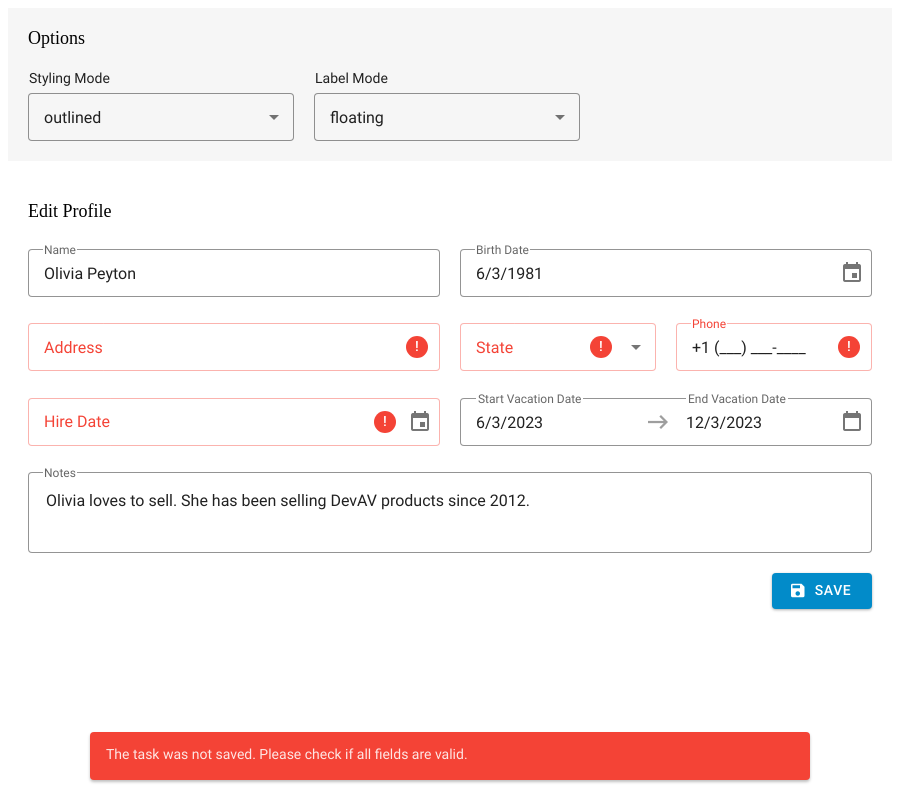 Options
Styling Mode
Label Mode
outlined
floating
Edit Profile
Name
Olivia Peyton
Birth Date
6/3/1981
Address
!
State
!
Phone
+1 (___) ___-____
!
Hire Date
!
Start Vacation Date
6/3/2023
End Vacation Date
12/3/2023
Notes
Olivia loves to sell. She has been selling DevAV products since 2012.
SAVE
The task was not saved. Please check if all fields are valid.